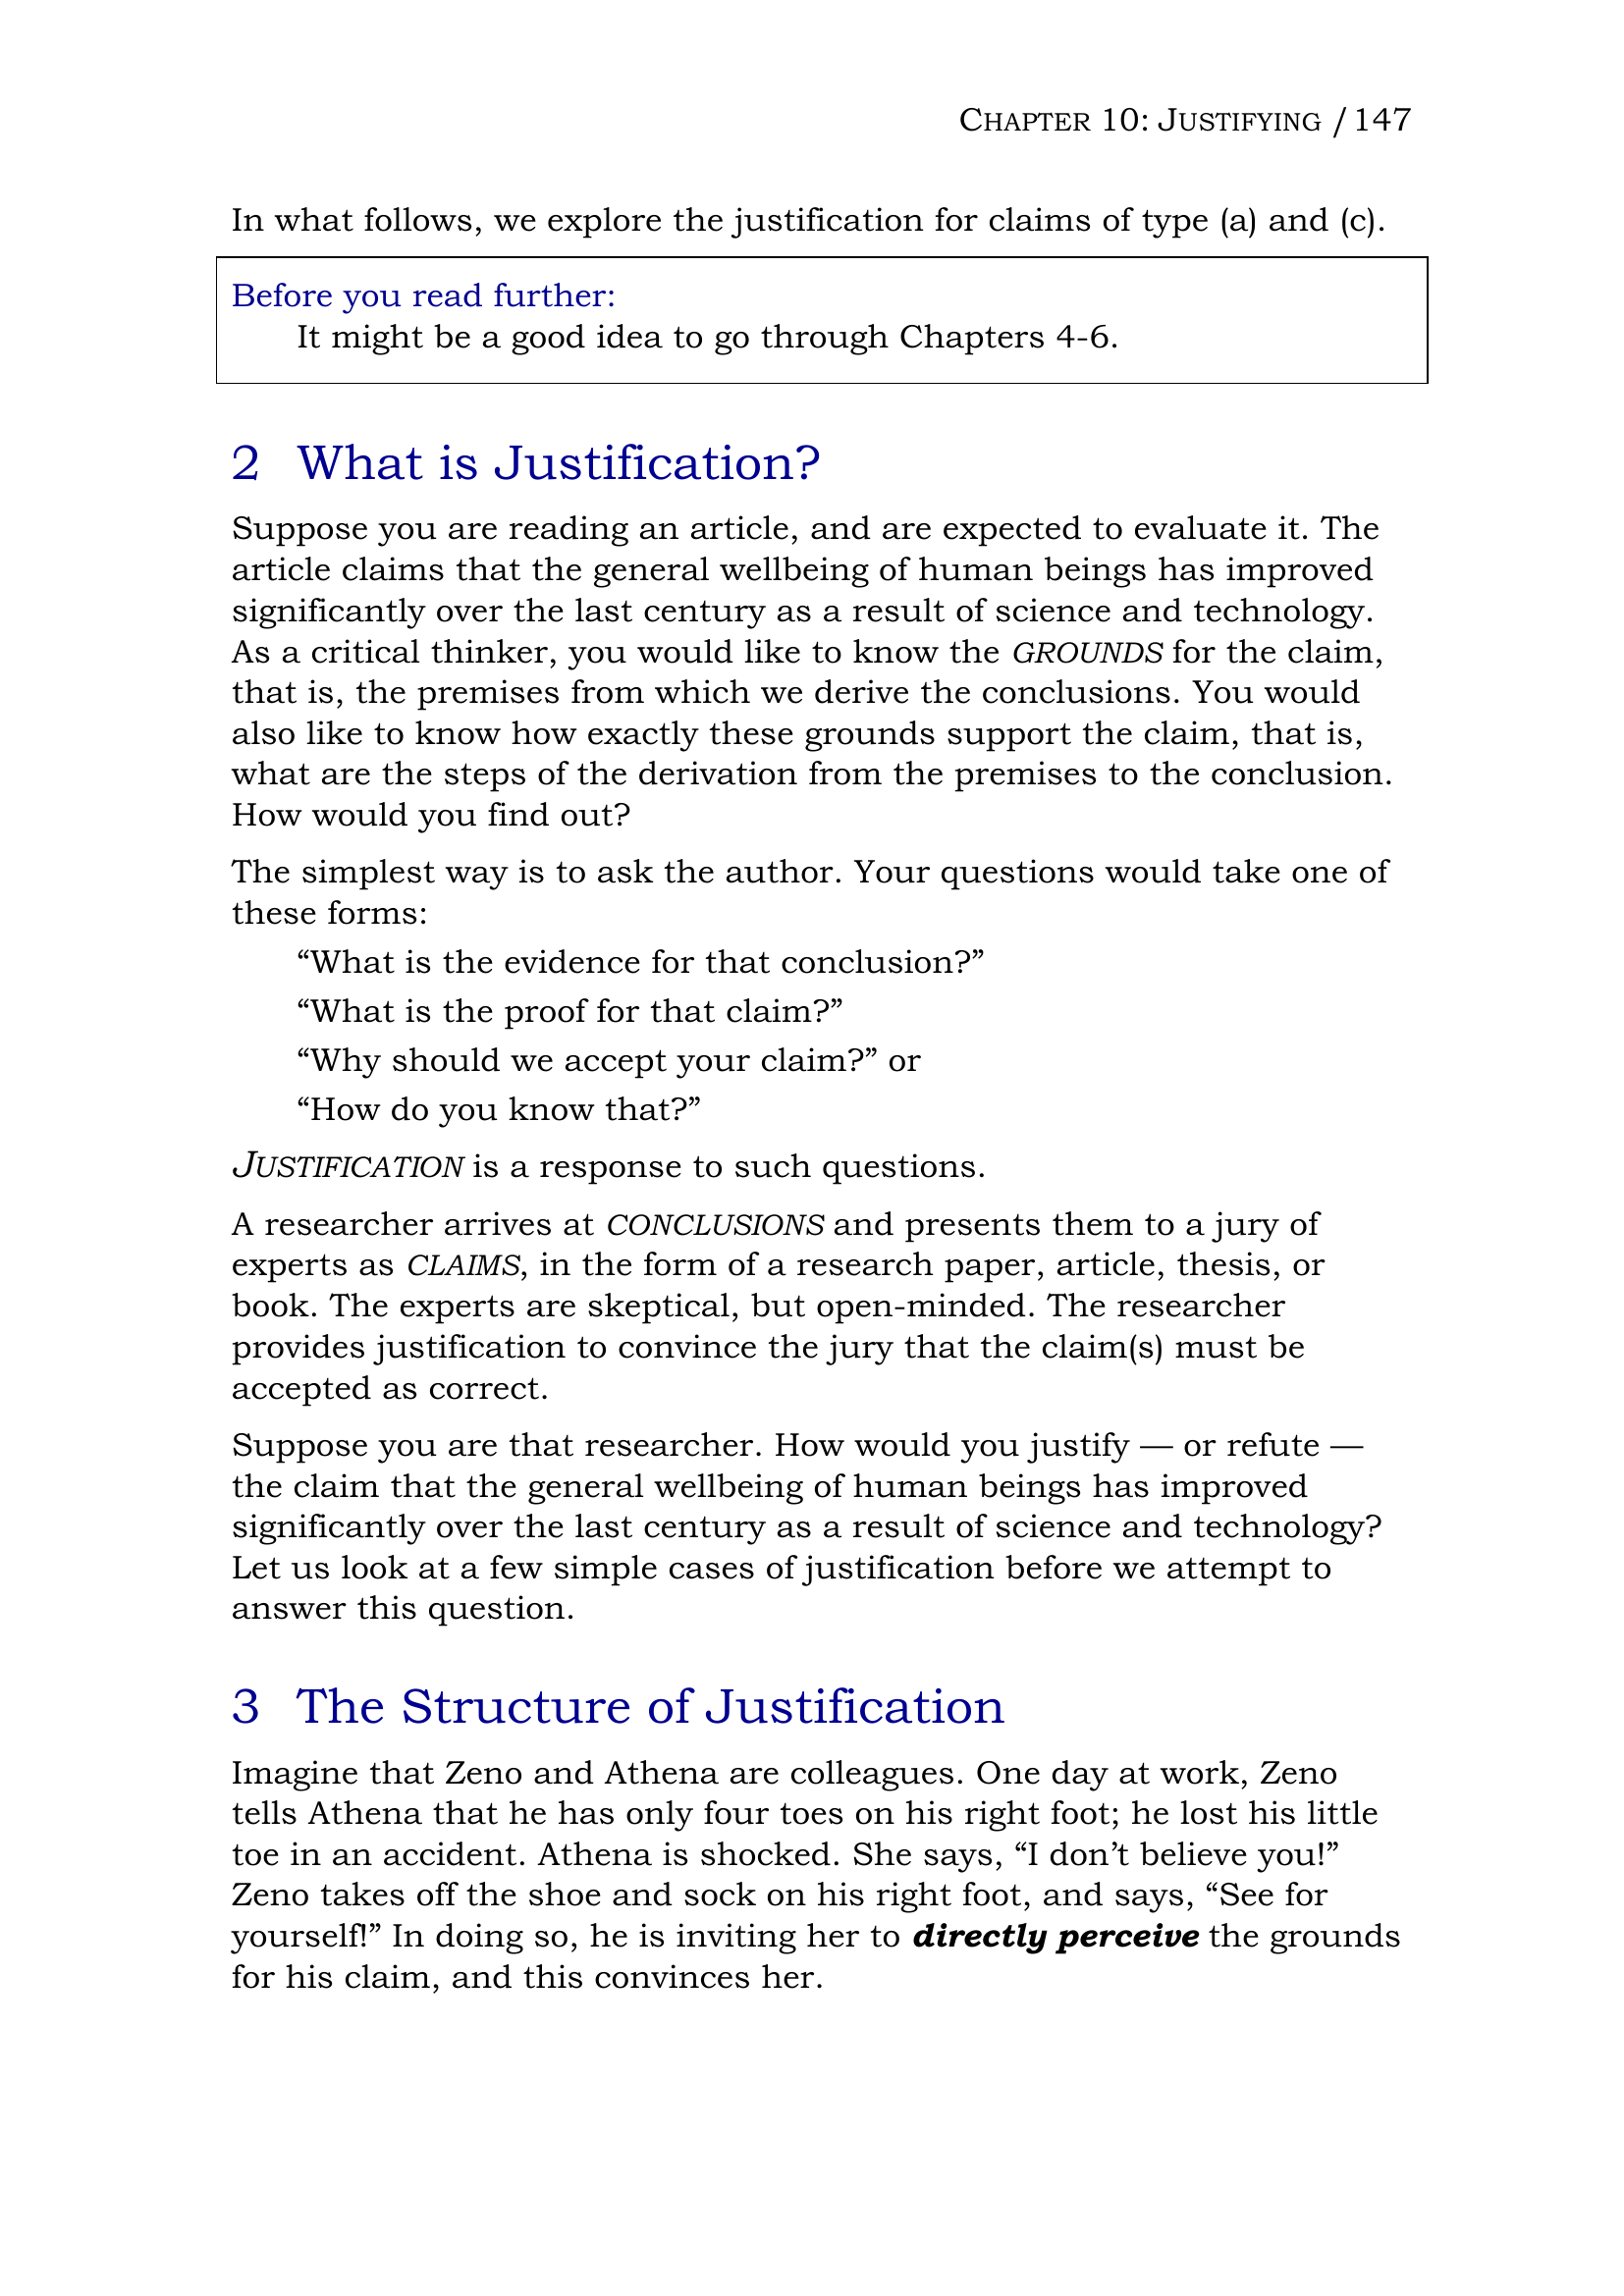 CHAPTER 10: JUSTIFYING / 147
In what follows, we explore the justification for claims of type (a) and (c).
Before you read further:
It might be a good idea to go through Chapters 4-6.
2 What is Justification?
Suppose you are reading an article, and are expected to evaluate it. The
article claims that the general wellbeing of human beings has improved
significantly over the last century as a result of science and technology.
As a critical thinker, you would like to know the GROUNDS for the claim,
that is, the premises from which we derive the conclusions. You would
also like to know how exactly these grounds support the claim, that is,
what are the steps of the derivation from the premises to the conclusion.
How would you find out?
The simplest way is to ask the author. Your questions would take one of
these forms:
“What is the evidence for that conclusion?”
“What is the proof for that claim?”
“Why should we accept your claim?” or
“How do you know that?”
JUSTIFICATION is a response to such questions.
A researcher arrives at CONCLUSIONS and presents them to a jury of
experts as CLAIMS, in the form of a research paper, article, thesis, or
book. The experts are skeptical, but open-minded. The researcher
provides justification to convince the jury that the claim(s) must be
accepted as correct.
Suppose you are that researcher. How would you justify — or refute —
the claim that the general wellbeing of human beings has improved
significantly over the last century as a result of science and technology?
Let us look at a few simple cases of justification before we attempt to
answer this question.
3 The Structure of Justification
Imagine that Zeno and Athena are colleagues. One day at work, Zeno
tells Athena that he has only four toes on his right foot; he lost his little
toe in an accident. Athena is shocked. She says, “I don’t believe you!”
Zeno takes off the shoe and sock on his right foot, and says, “See for
yourself!” In doing so, he is inviting her to directly perceive the grounds
for his claim, and this convinces her.